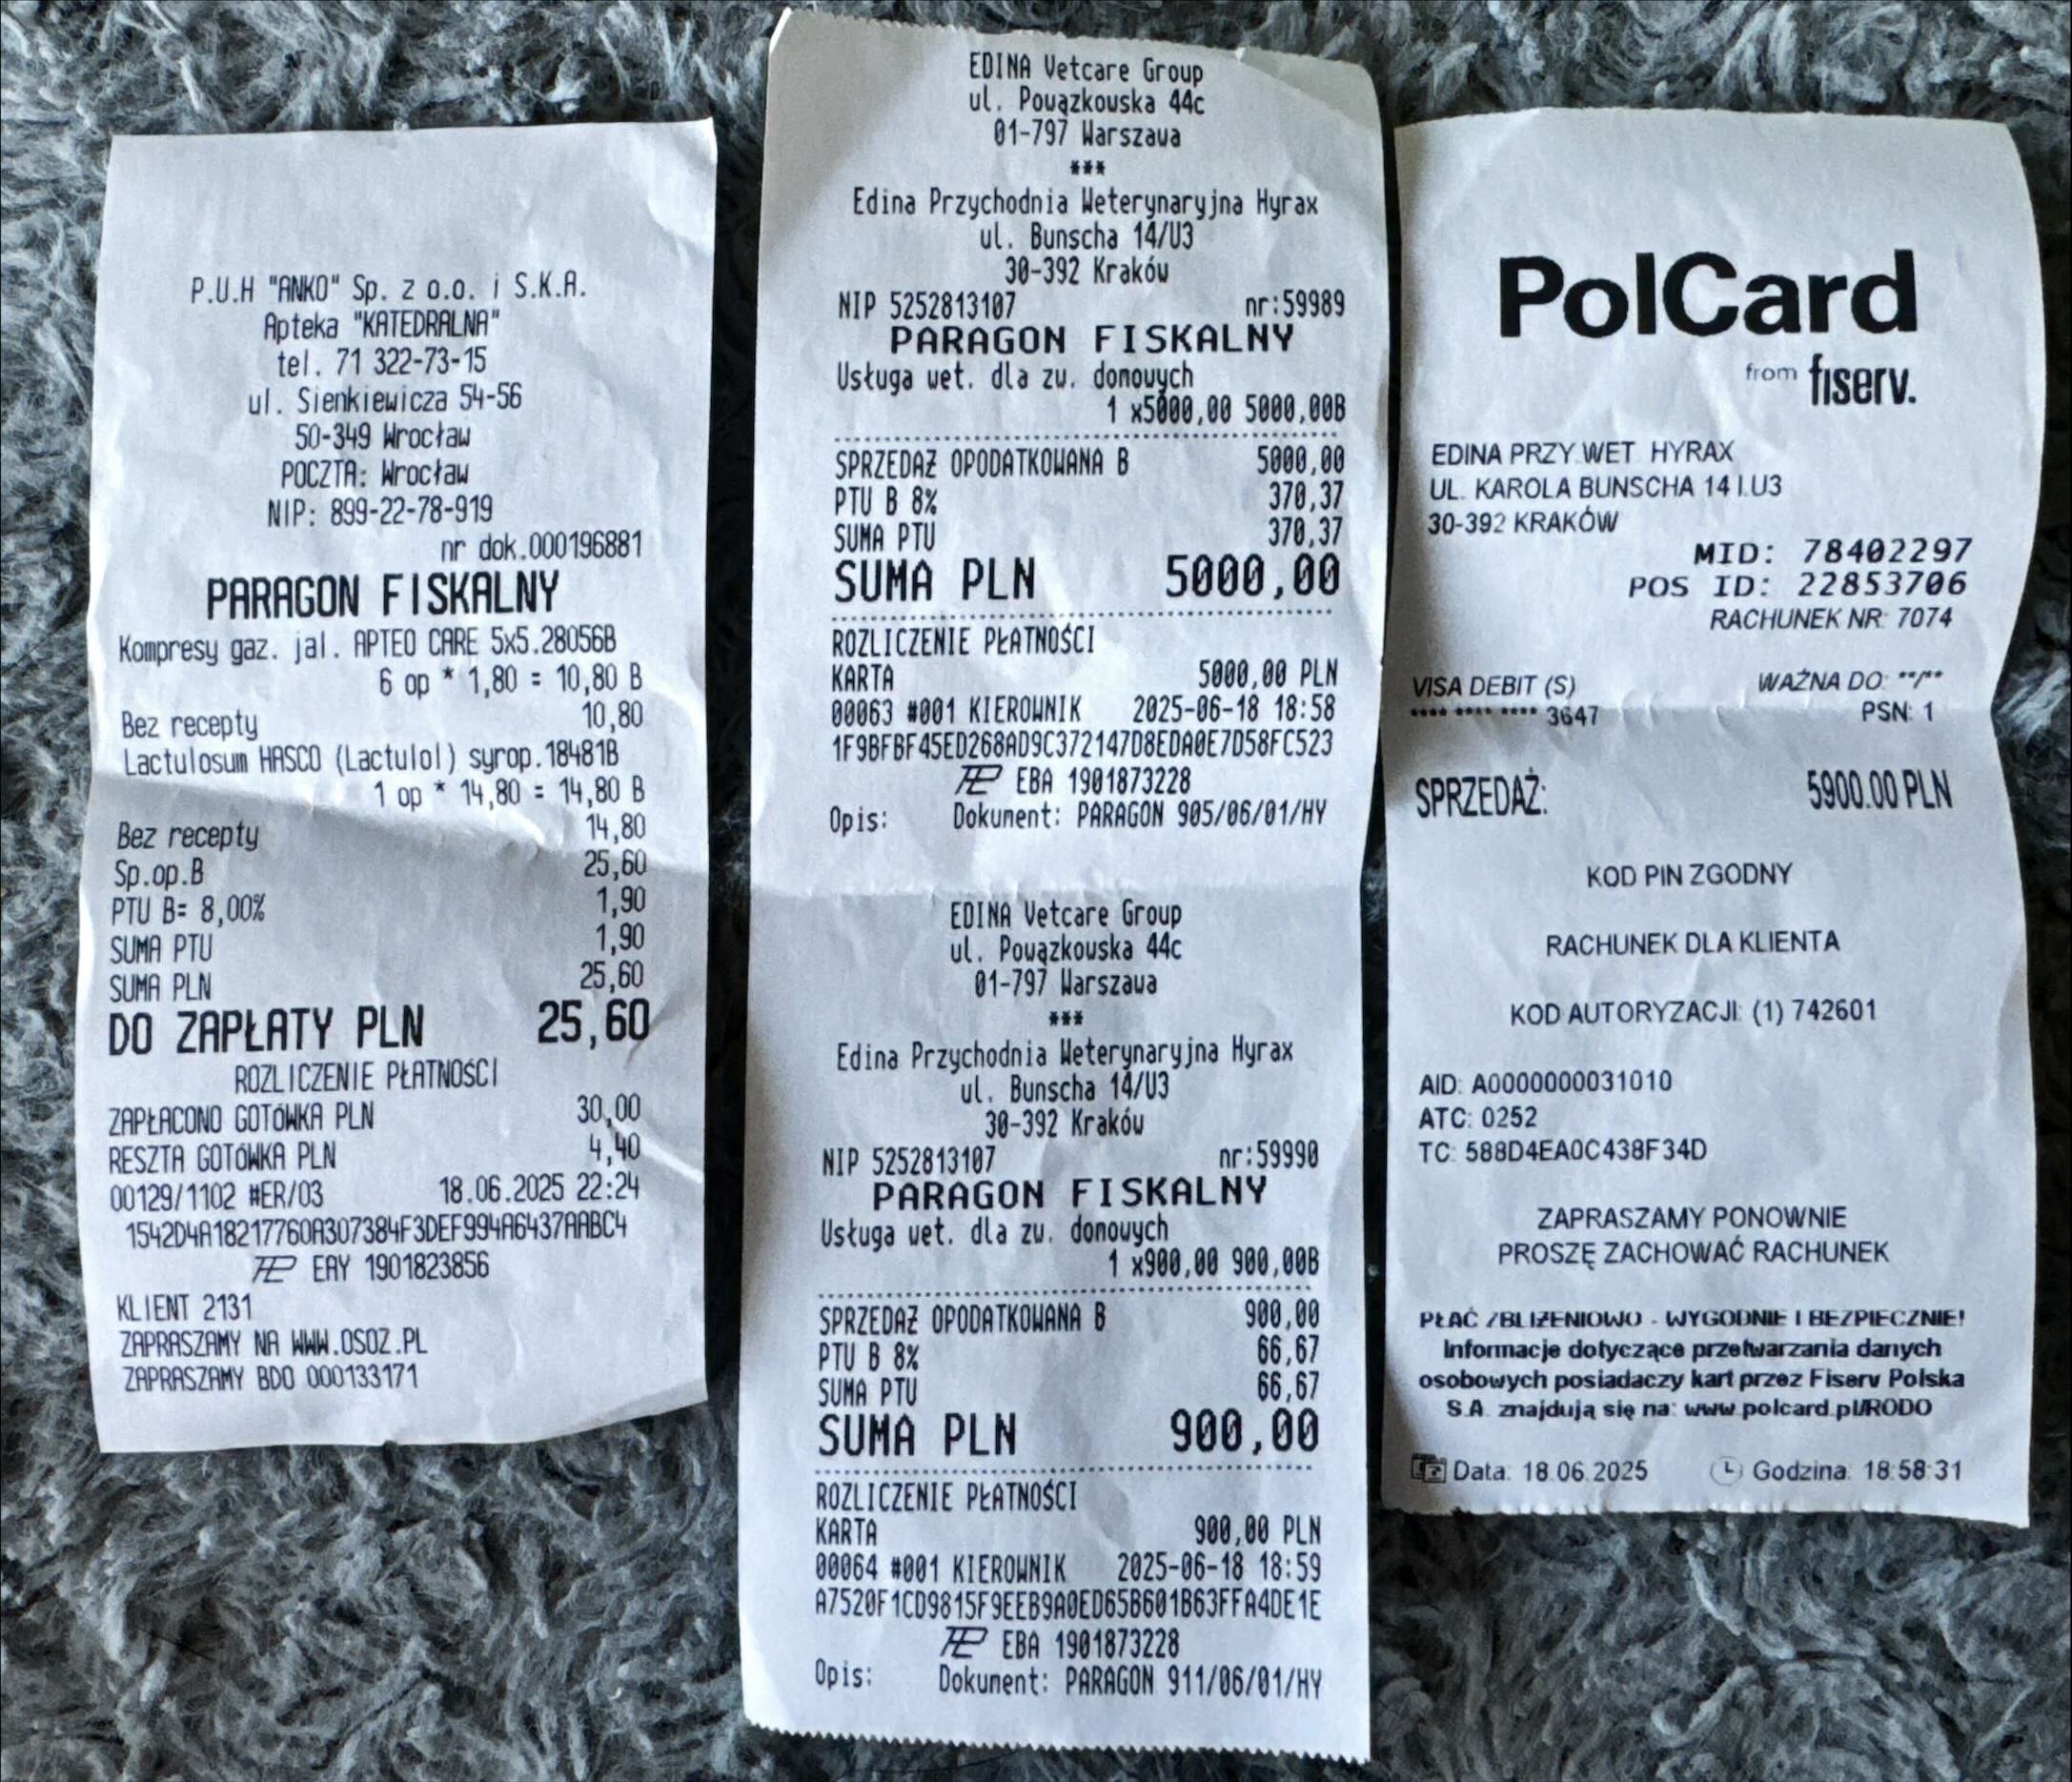 P.U.H "ANKO" Sp. z o.o. i S.K.A.
Apteka "KATEDRALNA"
tel. 71 322-73-15
ul. Sienkiewicza 54-56
50-349 Wrocław
POCZTA: Wrocław
NIP: 899-22-78-919
nr dok.000196881
PARAGON FISKALNY
Kompresy gaz. jał. APTEO CARE 5x5.28056B
6 op * 1,80 = 10,80 B
Bez recepty 10,80
Lactulosum HASCO (Lactulol) syrop.18481B
1 op * 14,80 = 14,80 B
Bez recepty 14,80
Sp.op.B 25,60
PTU B= 8,00% 1,90
SUMA PTU 1,90
SUMA PLN 25,60
DO ZAPŁATY PLN 25,60
ROZLICZENIE PŁATNOŚCI
ZAPŁACONO GOTÓWKA PLN 30,00
RESZTA GOTÓWKA PLN 4,40
00129/1102 #ER/03 18.06.2025 22:24
1542D4A18217760A307384F3DEF994A6437AABC4
EAY 1901823856
KLIENT 2131
ZAPRASZAMY NA WWW.OSOZ.PL
ZAPRASZAMY BDO 000133171
EDINA Vetcare Group
ul. Powązkowska 44c
01-797 Warszawa
***
Edina Przychodnia Weterynaryjna Hyrax
ul. Bunscha 14/U3
30-392 Kraków
NIP 5252813107 nr:59989
PARAGON FISKALNY
Usługa wet. dla zw. domowych
1 x5000,00 5000,00B
SPRZEDAŻ OPODATKOWANA B 5000,00
PTU B 8% 370,37
SUMA PTU 370,37
SUMA PLN 5000,00
ROZLICZENIE PŁATNOŚCI
KARTA 5000,00 PLN
00063 #001 KIEROWNIK 2025-06-18 18:58
1F9BFBF45ED268AD9C372147D8EDA0E7D58FC523
EBA 1901873228
Opis: Dokument: PARAGON 905/06/01/HY
EDINA Vetcare Group
ul. Powązkowska 44c
01-797 Warszawa
***
Edina Przychodnia Weterynaryjna Hyrax
ul. Bunscha 14/U3
30-392 Kraków
NIP 5252813107 nr:59990
PARAGON FISKALNY
Usługa wet. dla zw. domowych
1 x900,00 900,00B
SPRZEDAŻ OPODATKOWANA B 900,00
PTU B 8% 66,67
SUMA PTU 66,67
SUMA PLN 900,00
ROZLICZENIE PŁATNOŚCI
KARTA 900,00 PLN
00064 #001 KIEROWNIK 2025-06-18 18:59
A7520F1CD9815F9EEB9A0ED65B601B63FFA4DE1E
EBA 1901873228
Opis: Dokument: PARAGON 911/06/01/HY
PolCard
from fiserv.
EDINA PRZY.WET HYRAX
UL. KAROLA BUNSCHA 14 l.U3
30-392 KRAKÓW
MID: 78402297
POS ID: 22853706
RACHUNEK NR: 7074
VISA DEBIT (S) WAŻNA DO: **/**
**** **** **** 3647 PSN: 1
SPRZEDAŻ: 5900.00 PLN
KOD PIN ZGODNY
RACHUNEK DLA KLIENTA
KOD AUTORYZACJI: (1) 742601
AID: A0000000031010
ATC: 0252
TC: 588D4EA0C438F34D
ZAPRASZAMY PONOWNIE
PROSZĘ ZACHOWAĆ RACHUNEK
PŁAĆ ZBLIŻENIOWO - WYGODNIE I BEZPIECZNIE!
Informacje dotyczące przetwarzania danych
osobowych posiadaczy kart przez Fiserv Polska
S.A. znajdują się na: www.polcard.pl/RODO
Data: 18.06.2025 Godzina: 18:58:31